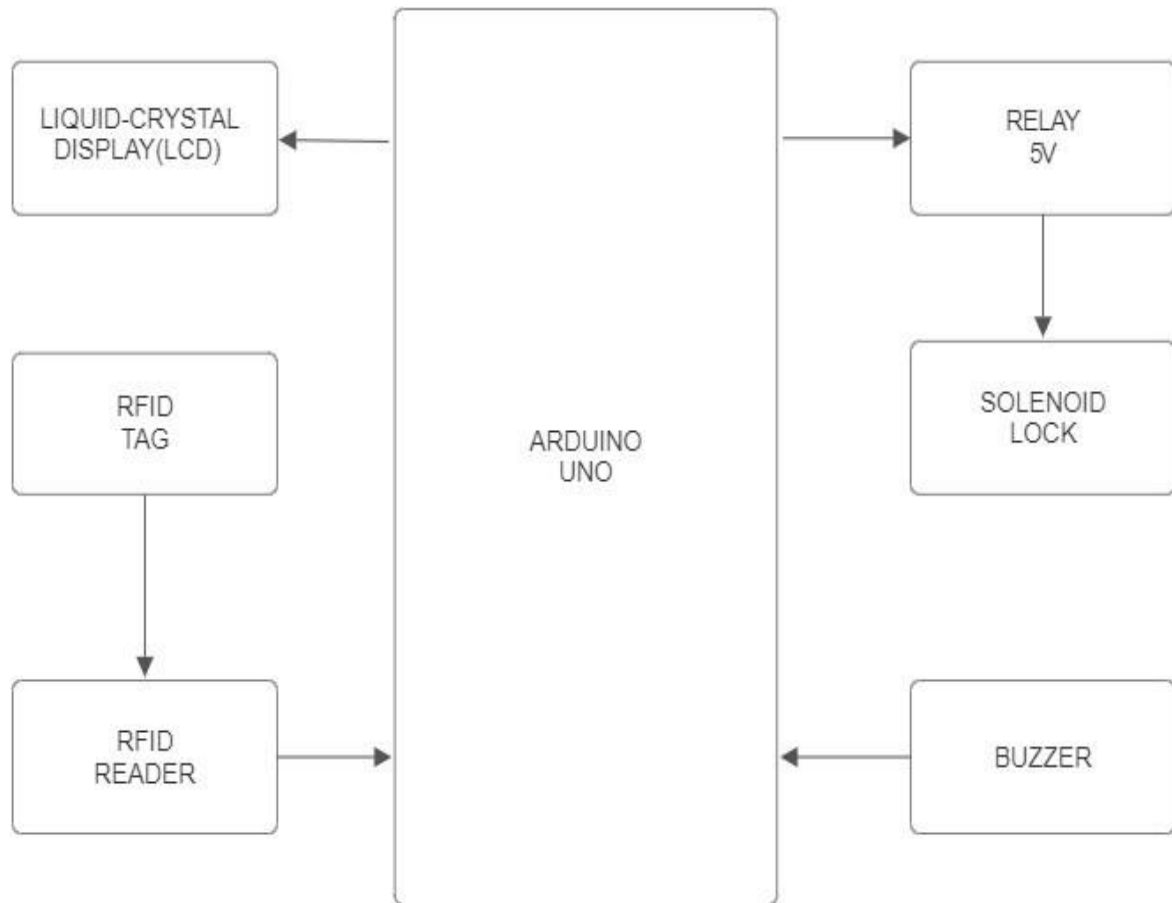 LIQUID-CRYSTAL
DISPLAY(LCD)
RFID
TAG
RFID
READER
ARDUINO
UNO
RELAY
5V
SOLENOID
LOCK
BUZZER